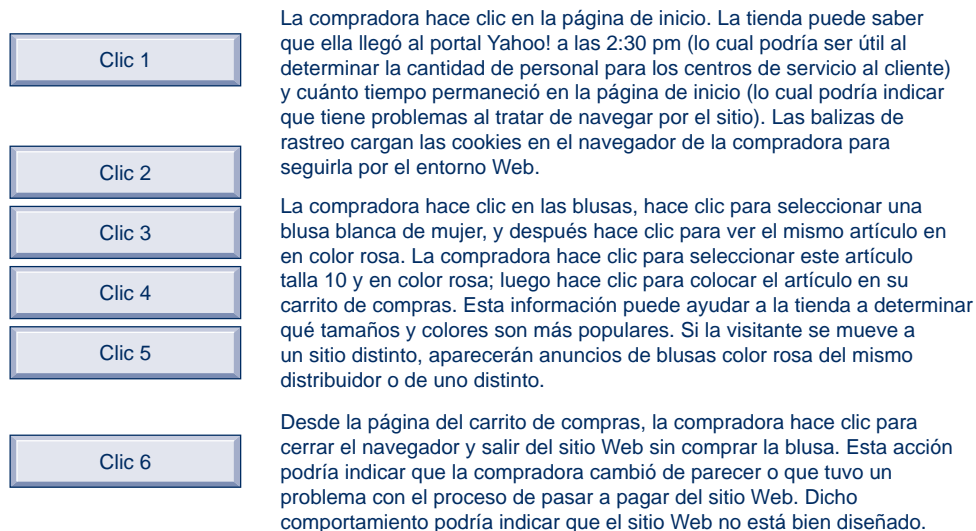 Clic 1
La compradora hace clic en la página de inicio. La tienda puede saber
que ella llegó al portal Yahoo! a las 2:30 pm (lo cual podría ser útil al
determinar la cantidad de personal para los centros de servicio al cliente)
y cuánto tiempo permaneció en la página de inicio (lo cual podría indicar
que tiene problemas al tratar de navegar por el sitio). Las balizas de
rastreo cargan las cookies en el navegador de la compradora para
seguirla por el entorno Web.
Clic 2
Clic 3
Clic 4
Clic 5
La compradora hace clic en las blusas, hace clic para seleccionar una
blusa blanca de mujer, y después hace clic para ver el mismo artículo en
en color rosa. La compradora hace clic para seleccionar este artículo
talla 10 y en color rosa; luego hace clic para colocar el artículo en su
carrito de compras. Esta información puede ayudar a la tienda a determinar
qué tamaños y colores son más populares. Si la visitante se mueve a
un sitio distinto, aparecerán anuncios de blusas color rosa del mismo
distribuidor o de uno distinto.
Clic 6
Desde la página del carrito de compras, la compradora hace clic para
cerrar el navegador y salir del sitio Web sin comprar la blusa. Esta acción
podría indicar que la compradora cambió de parecer o que tuvo un
problema con el proceso de pasar a pagar del sitio Web. Dicho
comportamiento podría indicar que el sitio Web no está bien diseñado.